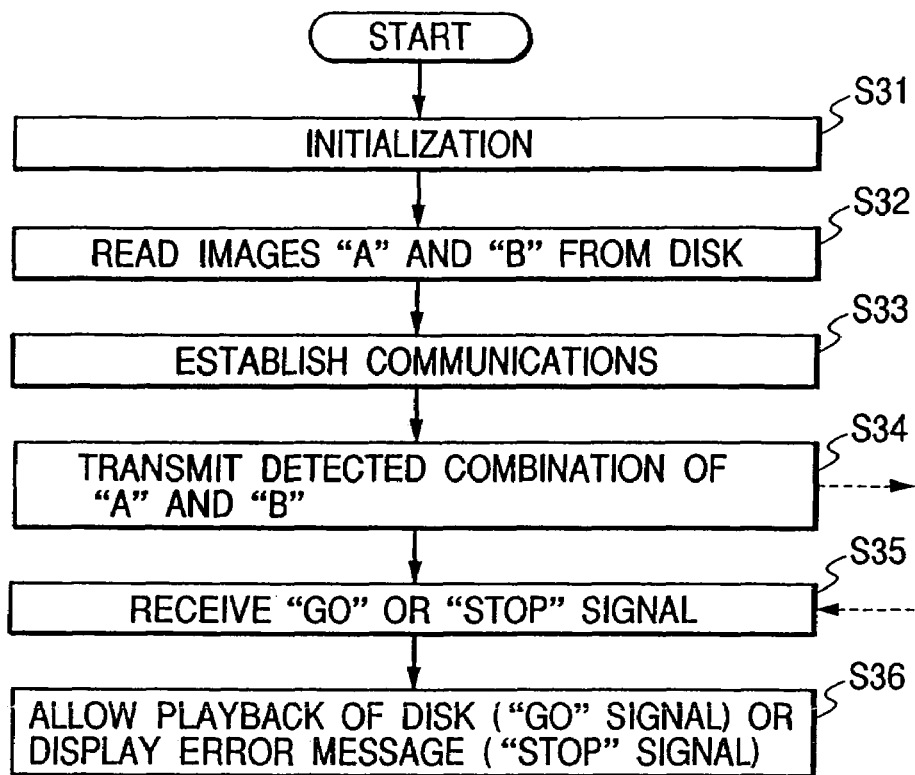 START
S31
INITIALIZATION
S32
READ IMAGES “A” AND “B” FROM DISK
S33
ESTABLISH COMMUNICATIONS
S34
TRANSMIT DETECTED COMBINATION OF
“A” AND “B”
S35
RECEIVE “GO” OR “STOP” SIGNAL
S36
ALLOW PLAYBACK OF DISK (“GO” SIGNAL) OR
DISPLAY ERROR MESSAGE (“STOP” SIGNAL)